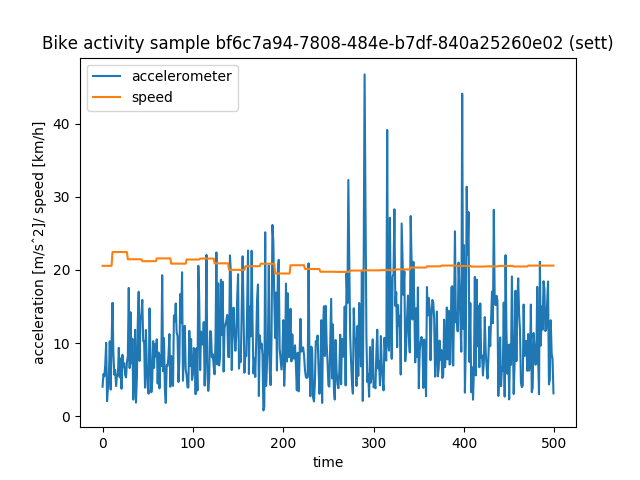 Bike activity sample bf6c7a94-7808-484e-b7df-840a25260e02 (sett)
accelerometer
speed
acceleration [m/s^2]/ speed [km/h]
40
30
20
10
0
0 100 200 300 400 500
time